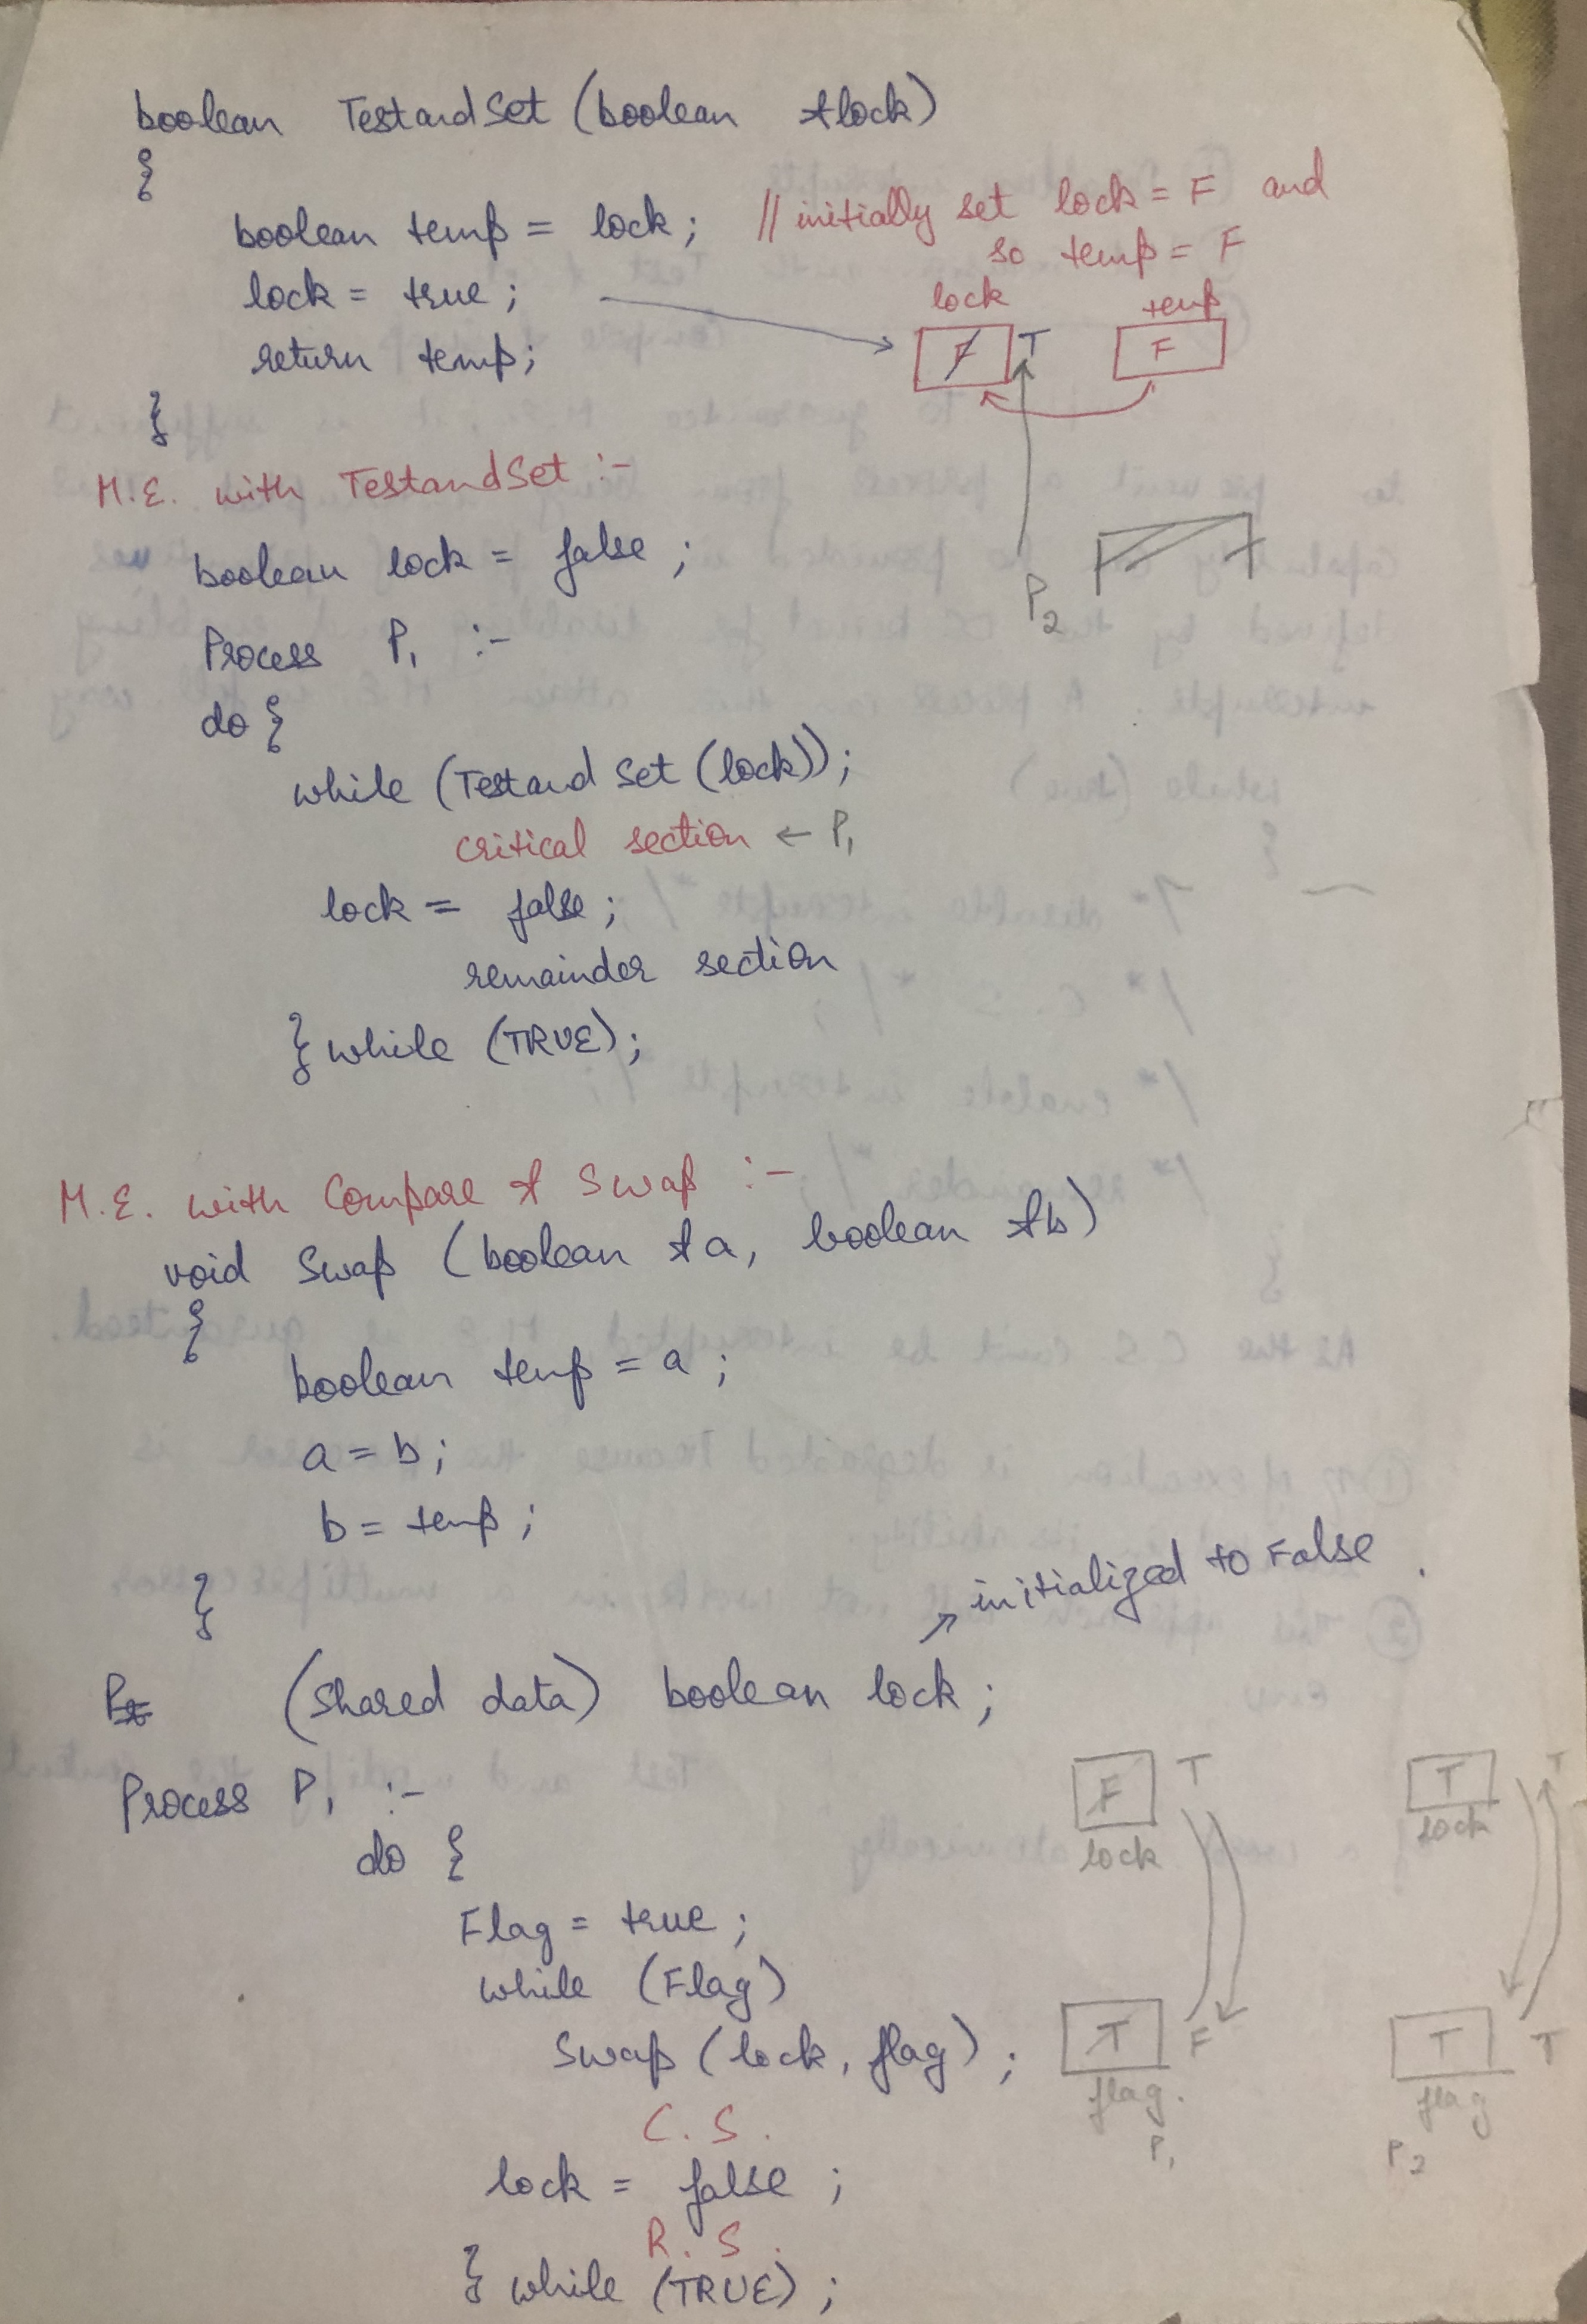 boolean TestandSet (boolean &lock)
{
boolean temp = lock; // initially set lock = F and
so temp = F
lock = true;
lock temp
F T F
return temp;
}
M.E. with TestandSet :-
boolean lock = false ;
P2
Process P1 :-
do {
while (Testand Set (lock));
critical section ← P1
lock = false;
remainder section
} while (TRUE);
M.E. with Compare & Swap :-
void Swap (boolean &a, boolean &b)
{
boolean temp = a ;
a = b;
b = temp ;
}
initialized to False .
(shared data) boolean lock;
Process P1 :-
F T T T
lock lock
do {
Flag = true ;
while (Flag)
Swap (lock, flag) ;
T F T T
flag. flag
P1 P2
C. S.
lock = false ;
R. S.
} while (TRUE) ;